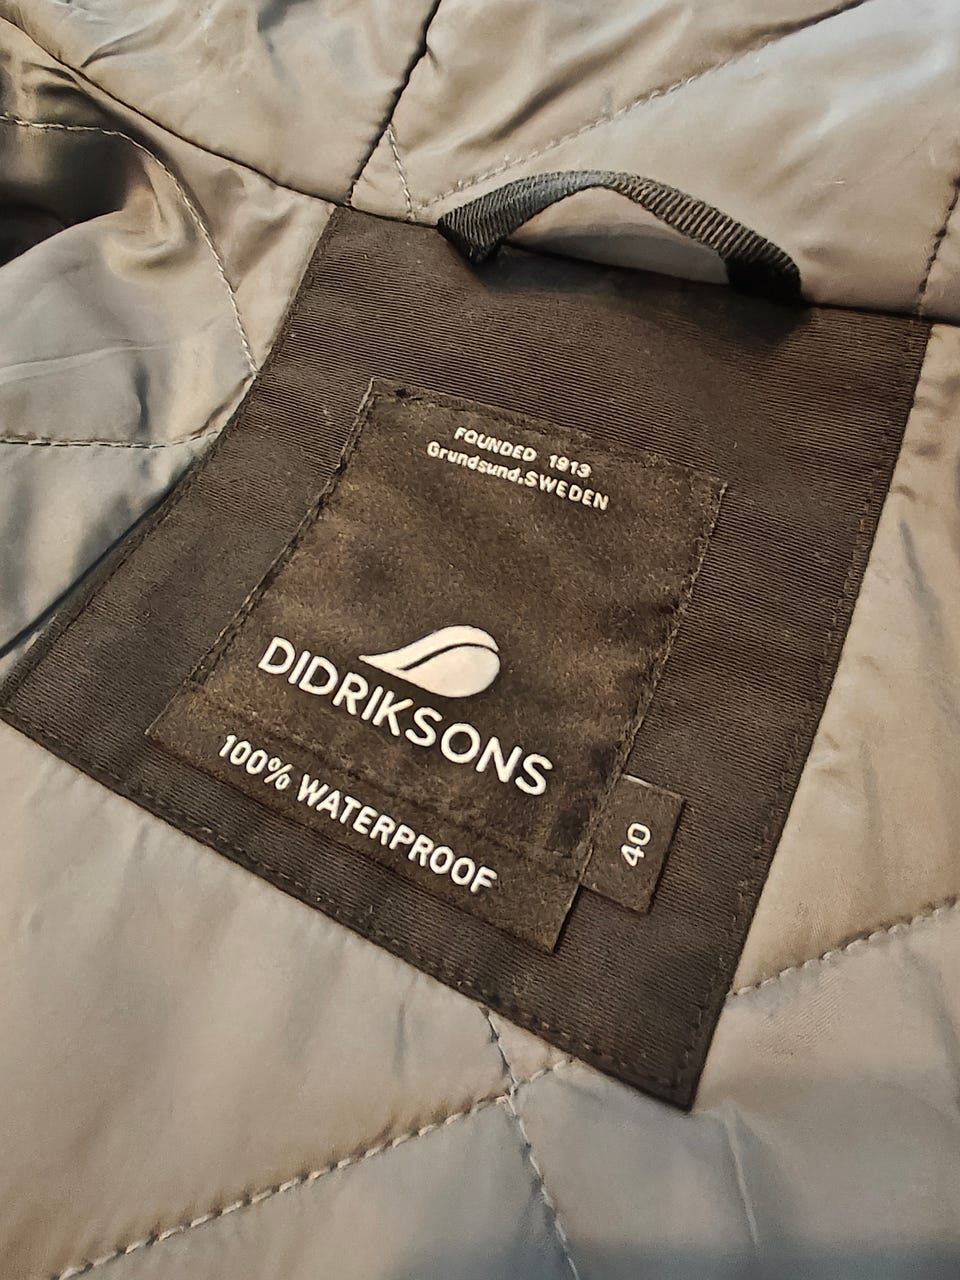 FOUNDED 1913
Grundsund,SWEDEN
DIDRIKSONS
100% WATERPROOF
40